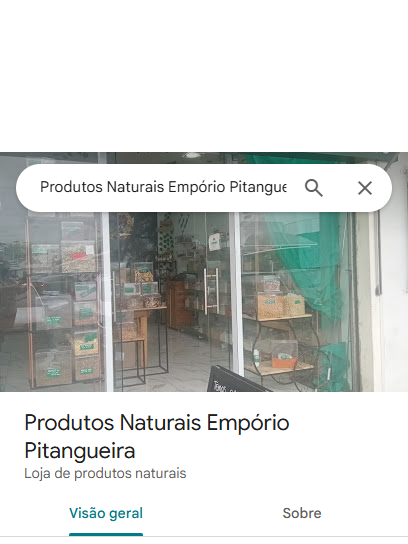 Produtos Naturais Empório Pitangue
Produtos Naturais Empório
Pitangueira
Loja de produtos naturais
Visão geral
Sobre